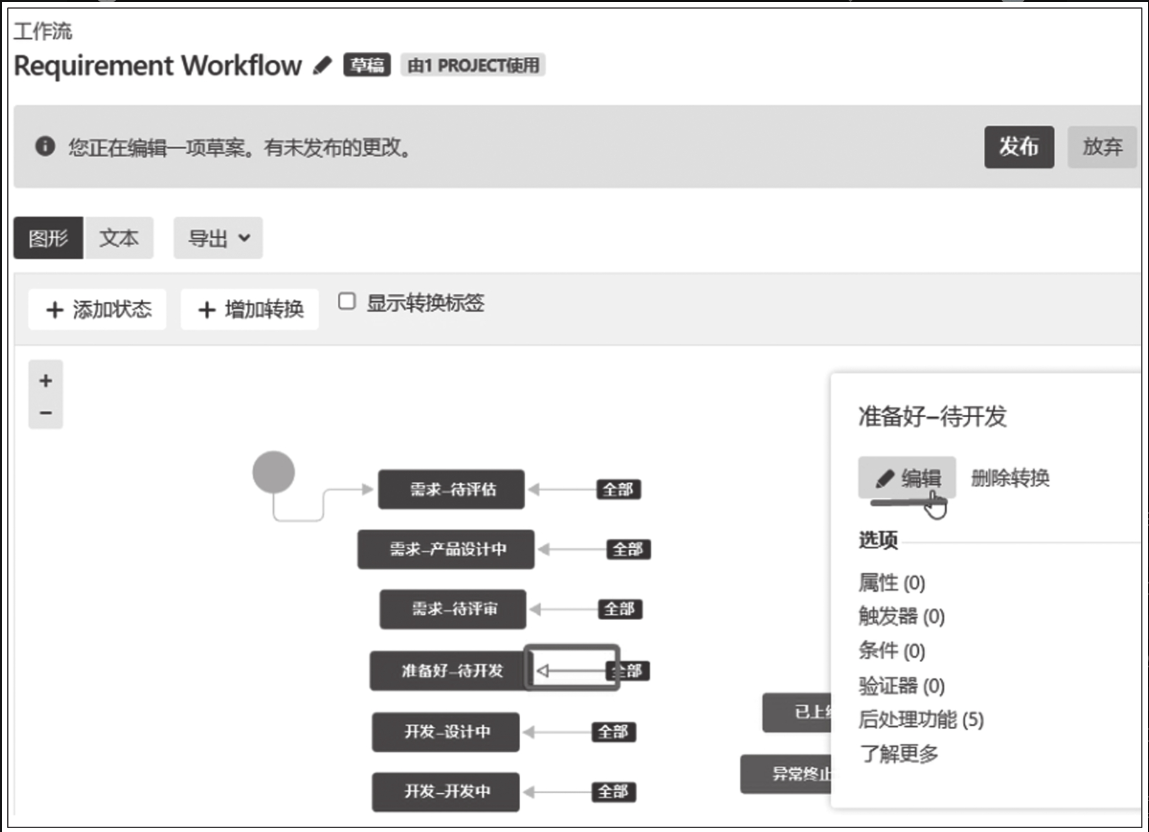 工作流
Requirement Workflow 草稿 由1 PROJECT使用
您正在编辑一项草案。有未发布的更改。 发布 放弃
图形 文本 导出
+ 添加状态 + 增加转换 显示转换标签
+
−
准备好–待开发
编辑 删除转换
选项
属性 (0)
触发器 (0)
条件 (0)
验证器 (0)
后处理功能 (5)
了解更多
需求–待评估 全部
需求–产品设计中 全部
需求–待评审 全部
准备好–待开发 全部
开发–设计中 全部
开发–开发中 全部
已上
异常终止